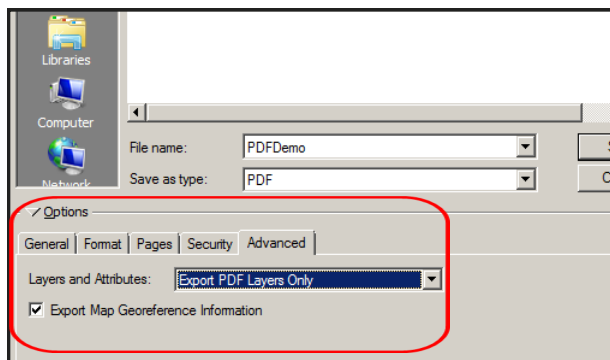 Libraries
Computer
Network
File name: PDFDemo
Save as type: PDF
Options
General Format Pages Security Advanced
Layers and Attributes: Export PDF Layers Only
Export Map Georeference Information